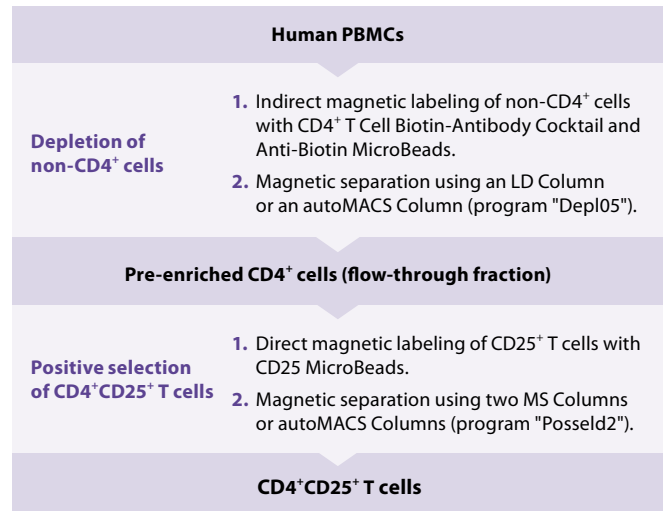 Human PBMCs
Depletion of
non-CD4⁺ cells
1. Indirect magnetic labeling of non-CD4⁺ cells
with CD4⁺ T Cell Biotin-Antibody Cocktail and
Anti-Biotin MicroBeads.
2. Magnetic separation using an LD Column
or an autoMACS Column (program "Depl05").
Pre-enriched CD4⁺ cells (flow-through fraction)
Positive selection
of CD4⁺CD25⁺ T cells
1. Direct magnetic labeling of CD25⁺ T cells with
CD25 MicroBeads.
2. Magnetic separation using two MS Columns
or autoMACS Columns (program "Posseld2").
CD4⁺CD25⁺ T cells